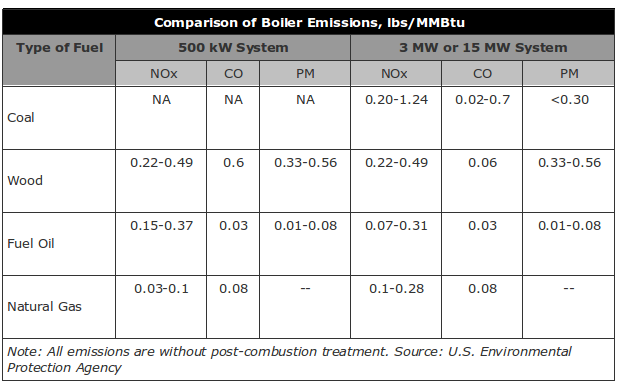 Comparison of Boiler Emissions, lbs/MMBtu
Type of Fuel 500 kW System 3 MW or 15 MW System
NOx CO PM NOx CO PM
Coal NA NA NA 0.20-1.24 0.02-0.7 <0.30
Wood 0.22-0.49 0.6 0.33-0.56 0.22-0.49 0.06 0.33-0.56
Fuel Oil 0.15-0.37 0.03 0.01-0.08 0.07-0.31 0.03 0.01-0.08
Natural Gas 0.03-0.1 0.08 -- 0.1-0.28 0.08 --
Note: All emissions are without post-combustion treatment. Source: U.S. Environmental
Protection Agency